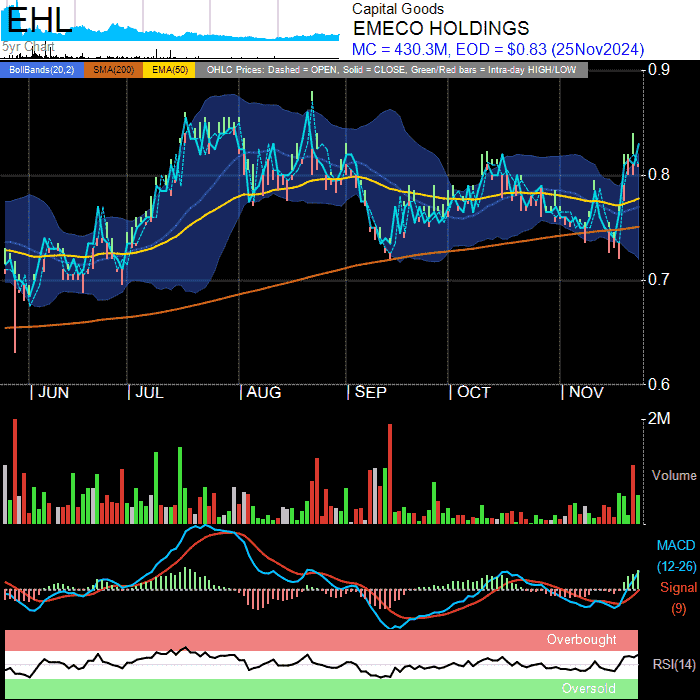 EHL
5yr Chart
Capital Goods
EMECO HOLDINGS
MC = 430.3M, EOD = $0.83 (25Nov2024)
BollBands(20,2) SMA(200) EMA(50) OHLC Prices: Dashed = OPEN, Solid = CLOSE, Green/Red bars = Intra-day HIGH/LOW
0.9
0.8
0.7
0.6
| JUN | JUL | AUG | SEP | OCT | NOV
2M
Volume
MACD
(12-26)
Signal
(9)
Overbought
RSI(14)
Oversold